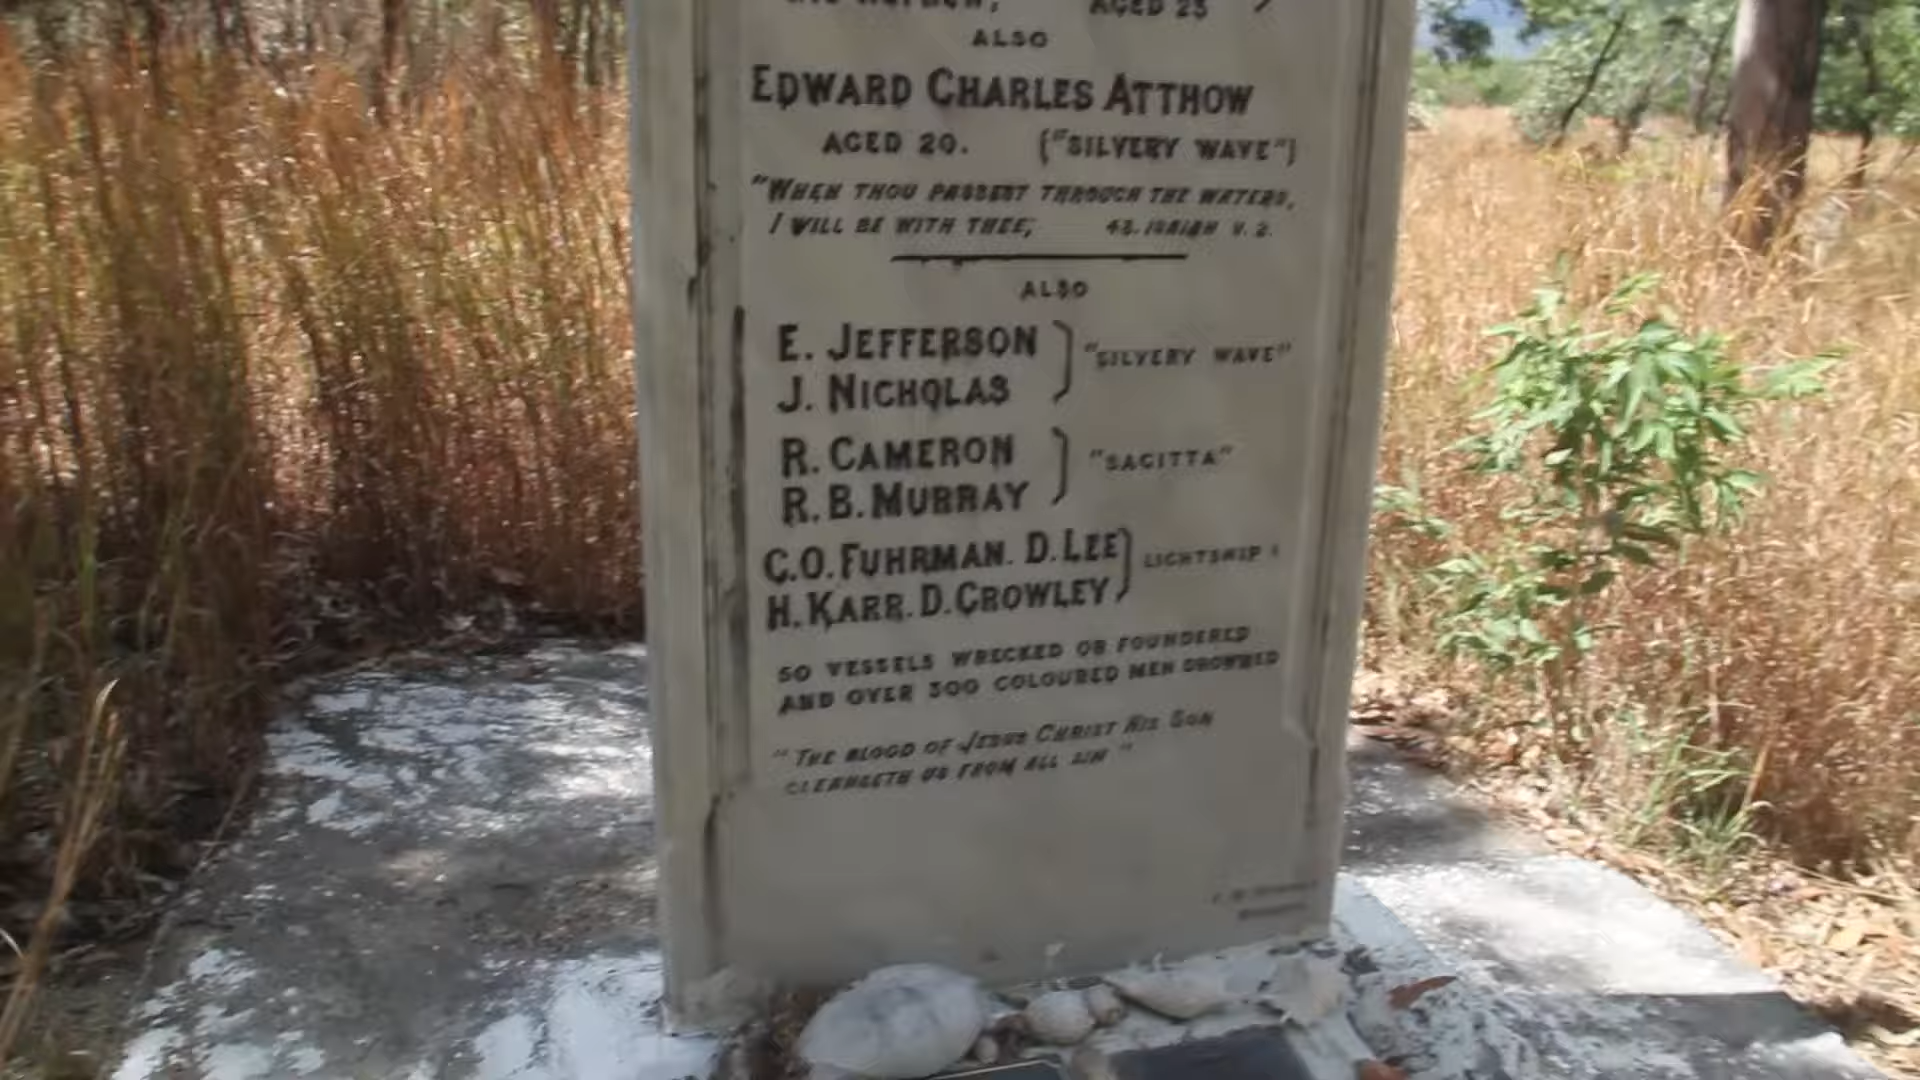 AGED 25
ALSO
EDWARD CHARLES ATTHOW
AGED 20. ("SILVERY WAVE")
"WHEN THOU PASSEST THROUGH THE WATERS,
I WILL BE WITH THEE; 43. ISAIAH V. 2.
ALSO
E. JEFFERSON
J. NICHOLAS
"SILVERY WAVE"
R. CAMERON
R. B. MURRAY
"SAGITTA"
C. O. FUHRMAN. D. LEE
H. KARR. D. CROWLEY
LIGHTSHIP
50 VESSELS WRECKED OR FOUNDERED
AND OVER 300 COLOURED MEN DROWNED
"THE BLOOD OF JESUS CHRIST HIS SON
CLEANSETH US FROM ALL SIN"